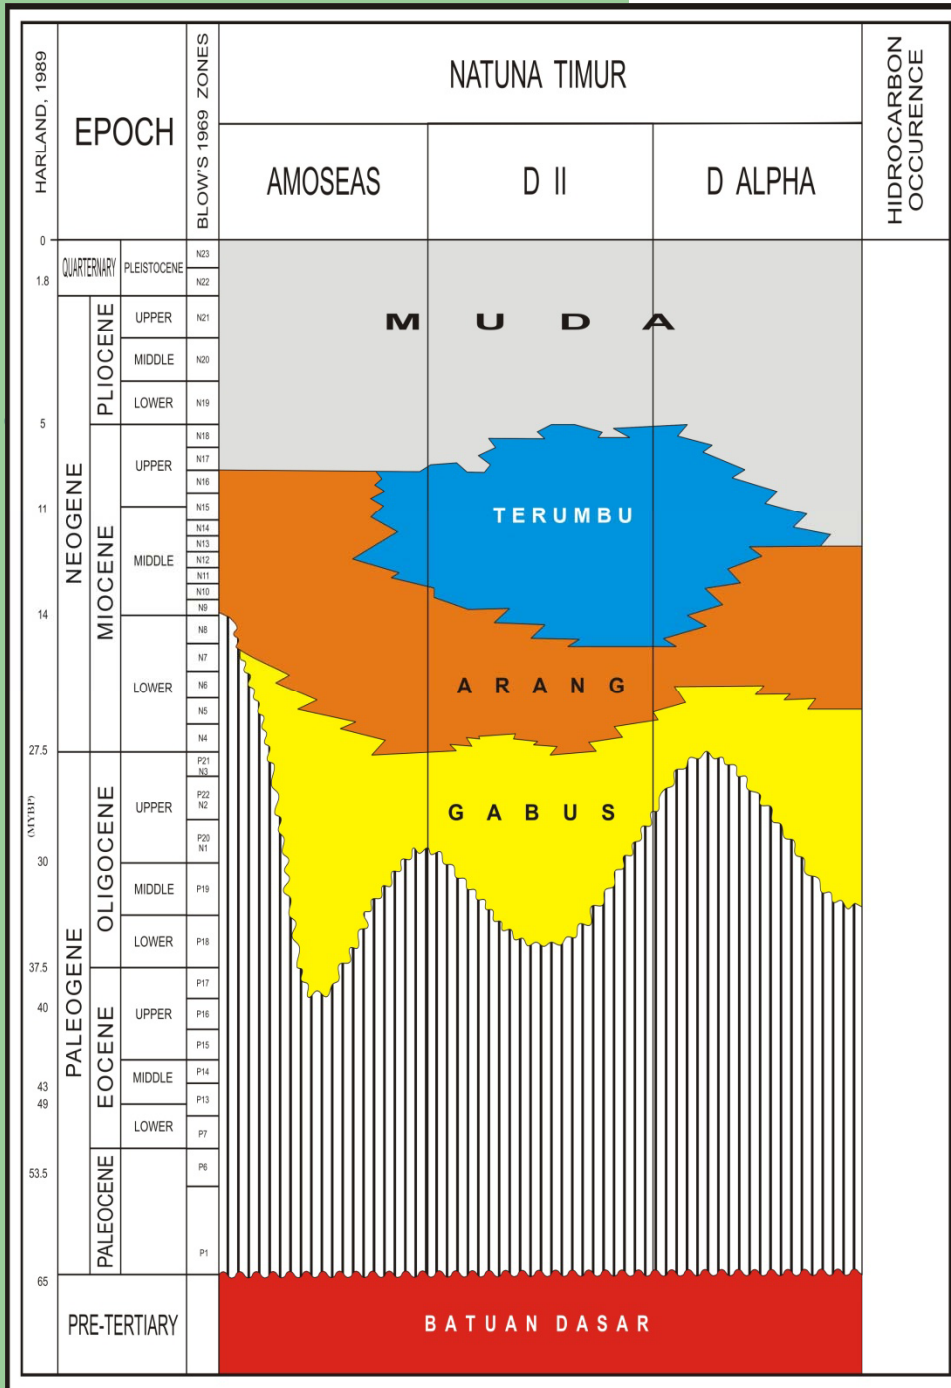 HARLAND, 1989
EPOCH
BLOW'S 1969 ZONES
NATUNA TIMUR
AMOSEAS
D II
D ALPHA
HIDROCARBON
OCCURENCE
0
1.8
5
11
14
27.5
(MYBP)
30
37.5
40
43
49
53.5
65
QUARTERNARY
PLEISTOCENE
NEOGENE
PLIOCENE
UPPER
MIDDLE
LOWER
MIOCENE
UPPER
MIDDLE
LOWER
PALEOGENE
OLIGOCENE
UPPER
MIDDLE
LOWER
EOCENE
UPPER
MIDDLE
LOWER
PALEOCENE
PRE-TERTIARY
N23
N22
N21
N20
N19
N18
N17
N16
N15
N14
N13
N12
N11
N10
N9
N8
N7
N6
N5
N4
P21
N3
P22
N2
P20
N1
P19
P18
P17
P16
P15
P14
P13
P7
P6
P1
MUDA
TERUMBU
ARANG
GABUS
BATUAN DASAR